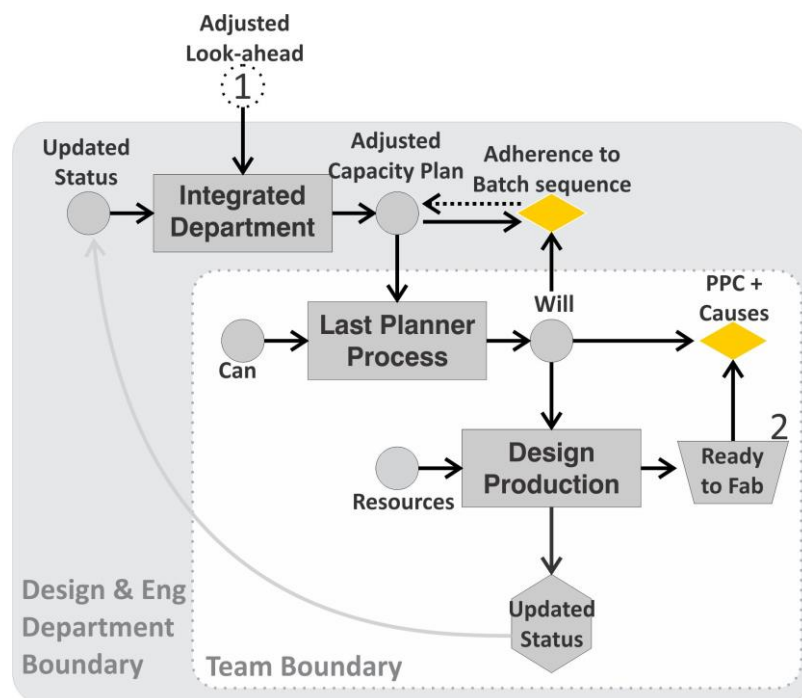 Adjusted
Look-ahead
1
Updated
Status
Integrated
Department
Adjusted
Capacity Plan
Adherence to
Batch sequence
Can
Last Planner
Process
Will
PPC +
Causes
Resources
Design
Production
2
Ready
to Fab
Updated
Status
Design & Eng
Department
Boundary
Team Boundary